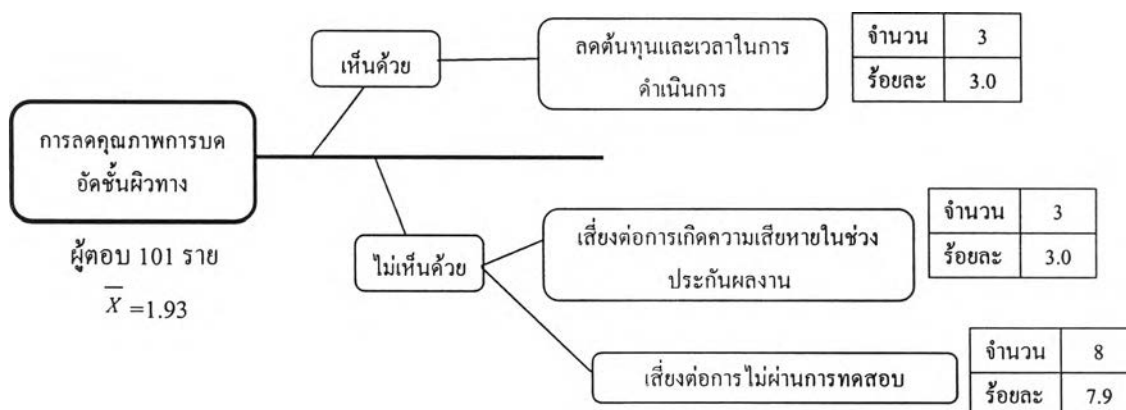 เห็นด้วย
ลดต้นทุนและเวลาในการ
ดำเนินการ
จำนวน 3
ร้อยละ 3.0
การลดคุณภาพการบด
อัดชั้นผิวทาง
ผู้ตอบ 101 ราย
X̄ =1.93
ไม่เห็นด้วย
เสี่ยงต่อการเกิดความเสียหายในช่วง
ประกันผลงาน
จำนวน 3
ร้อยละ 3.0
เสี่ยงต่อการไม่ผ่านการทดสอบ
จำนวน 8
ร้อยละ 7.9